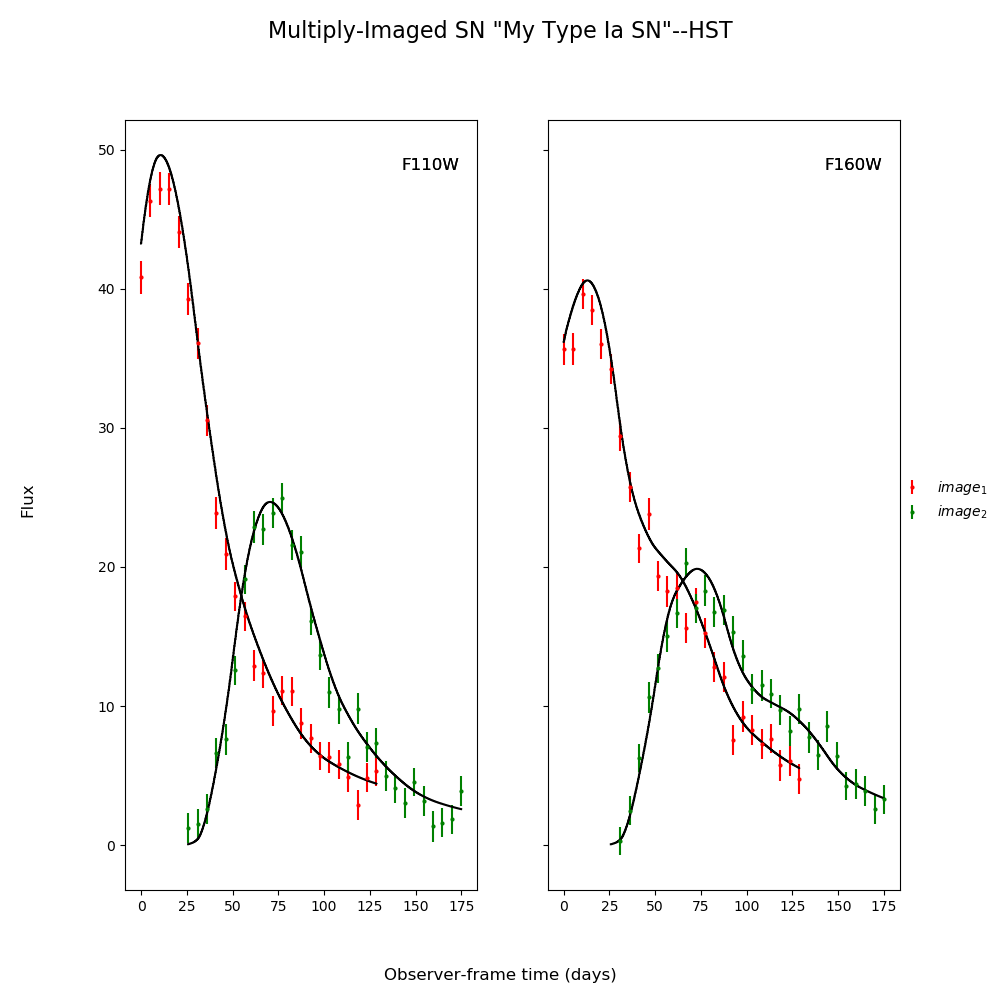 Multiply-Imaged SN "My Type Ia SN"--HST
F110W
F160W
50
40
30
20
10
0
Flux
image1
image2
0 25 50 75 100 125 150 175
0 25 50 75 100 125 150 175
Observer-frame time (days)